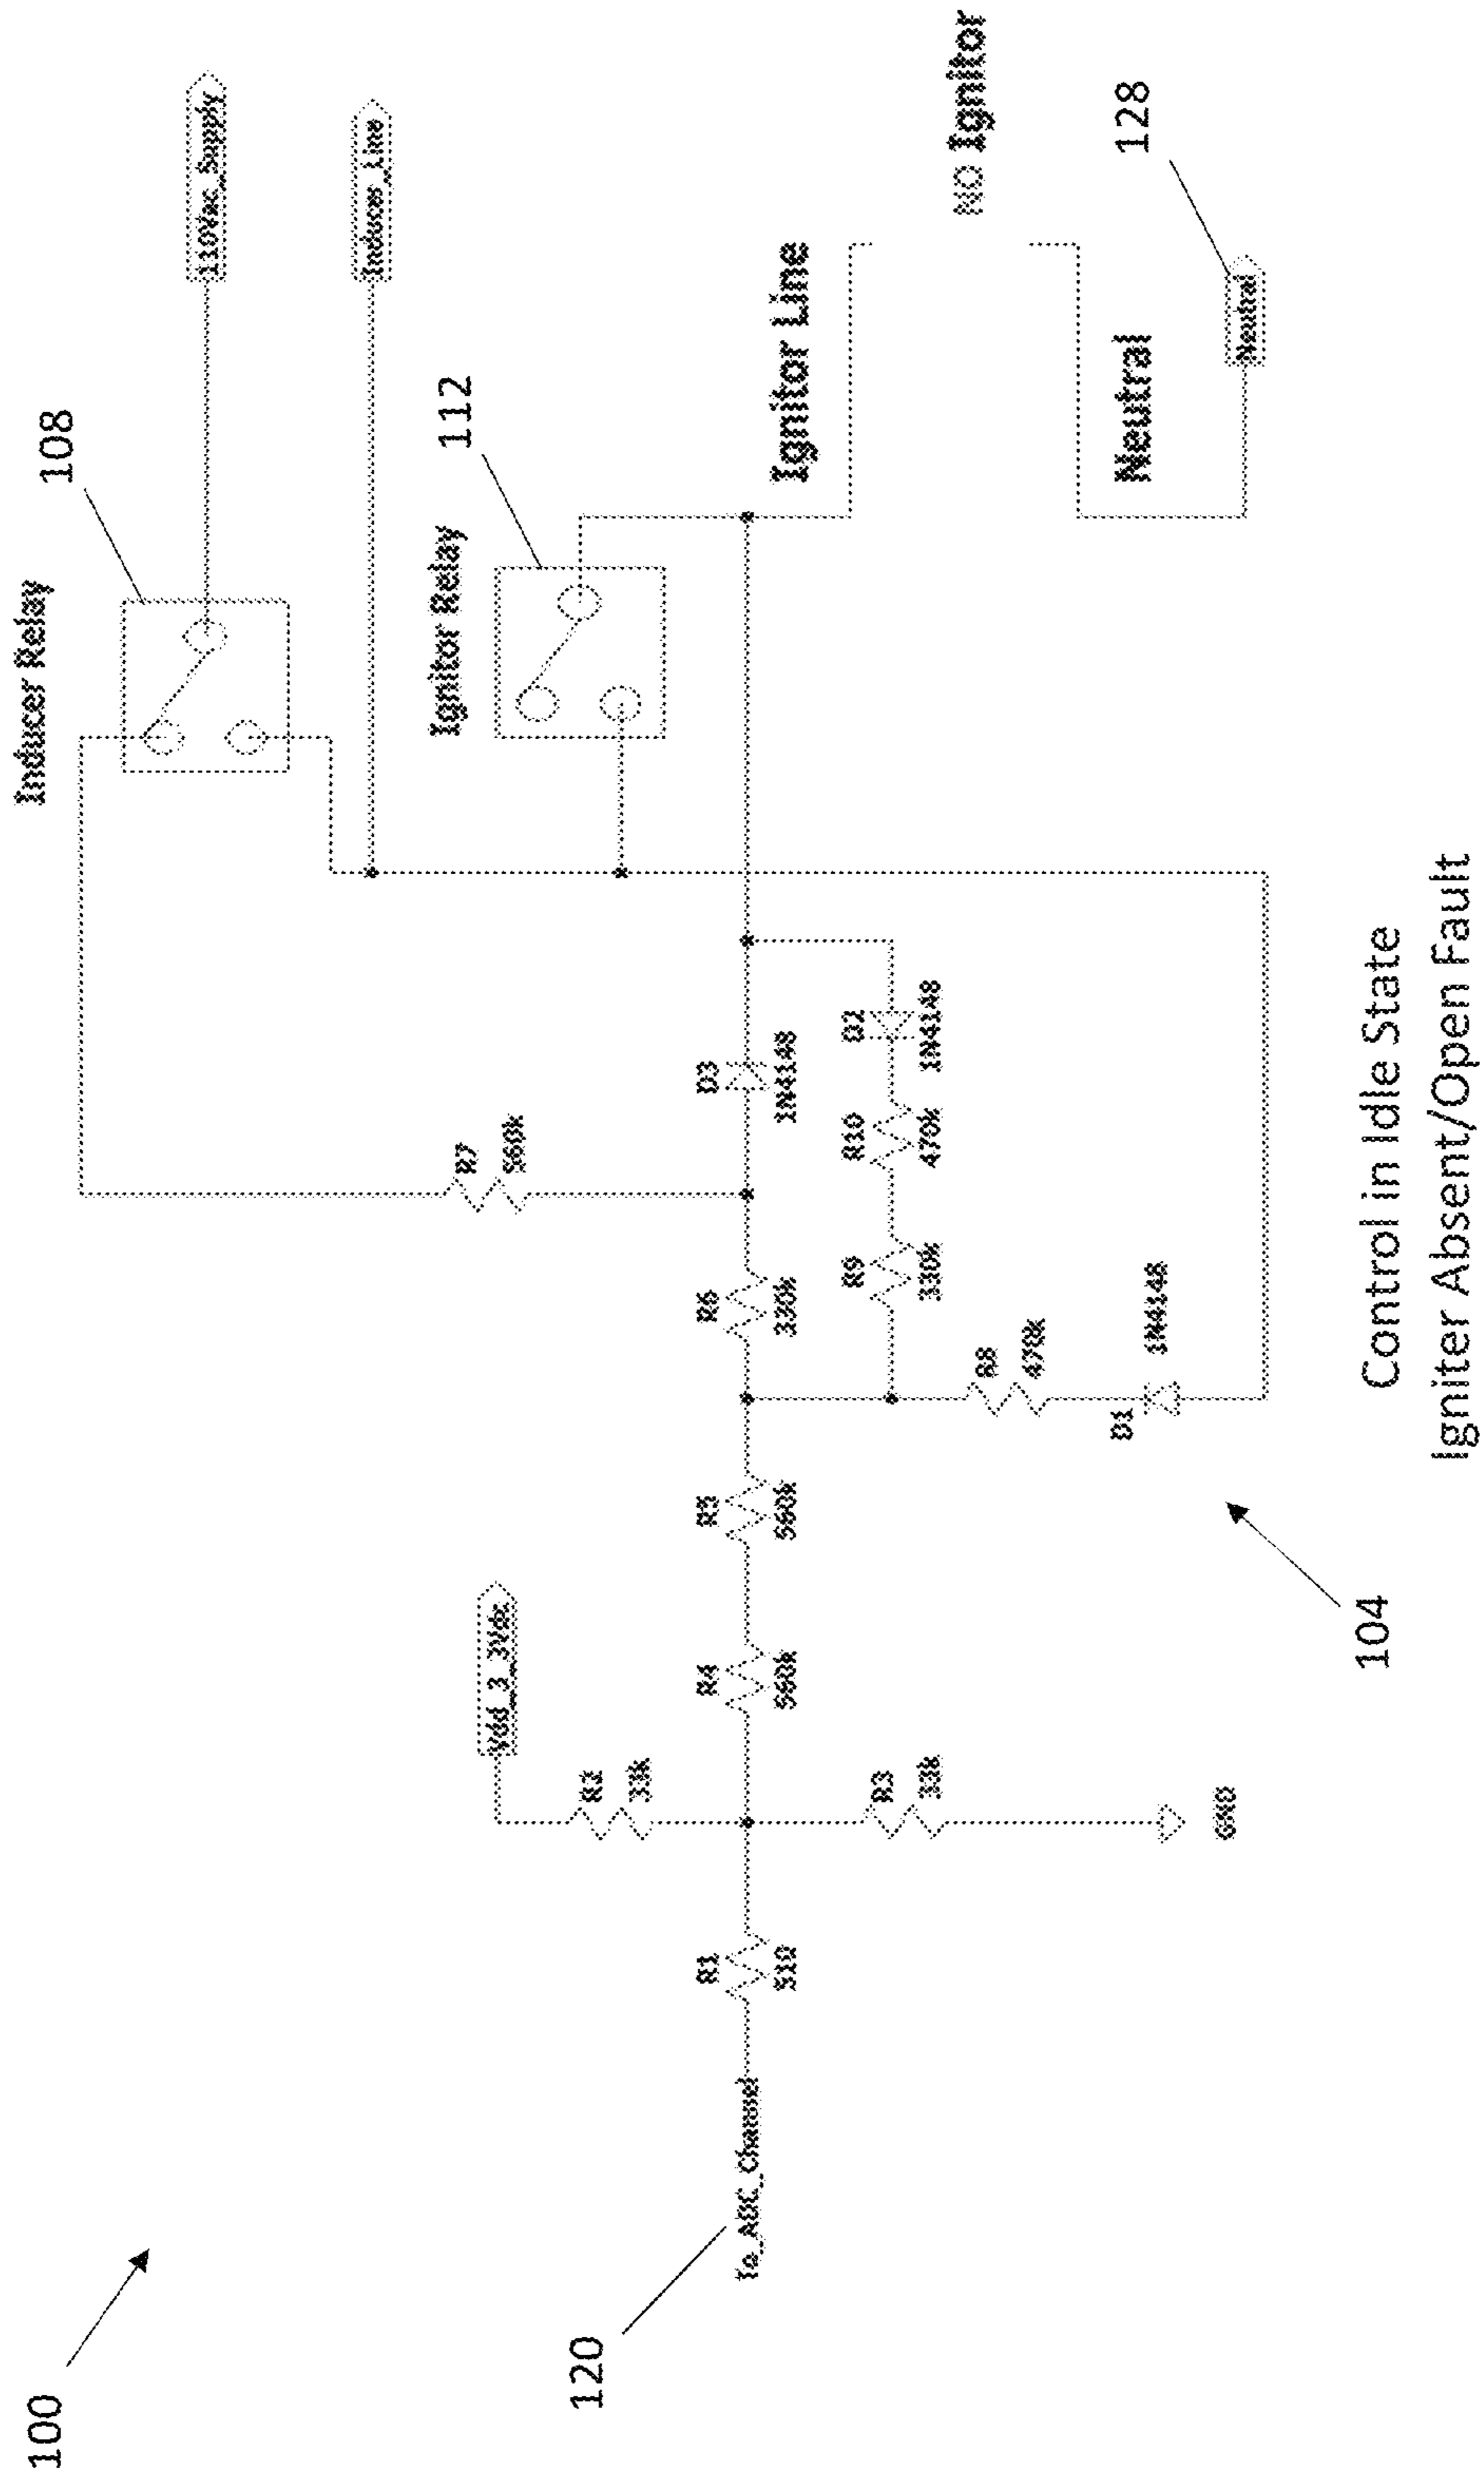 100
Inducer Relay
108
110Vac_Supply
Inducer_Line
Ignitor Relay
112
Vdd_3_3Vdc
R7
560k
R2
33k
120
To_ADC_Channel
R1
510
R4
560k
R5
560k
R6
330k
D3
1N4148
Ignitor Line
NO Ignitor
R3
33k
R9
330k
R10
470k
D2
1N4148
R8
470k
D1
1N4148
Neutral
128
Neutral
GND
104
Control in Idle State
Igniter Absent/Open Fault